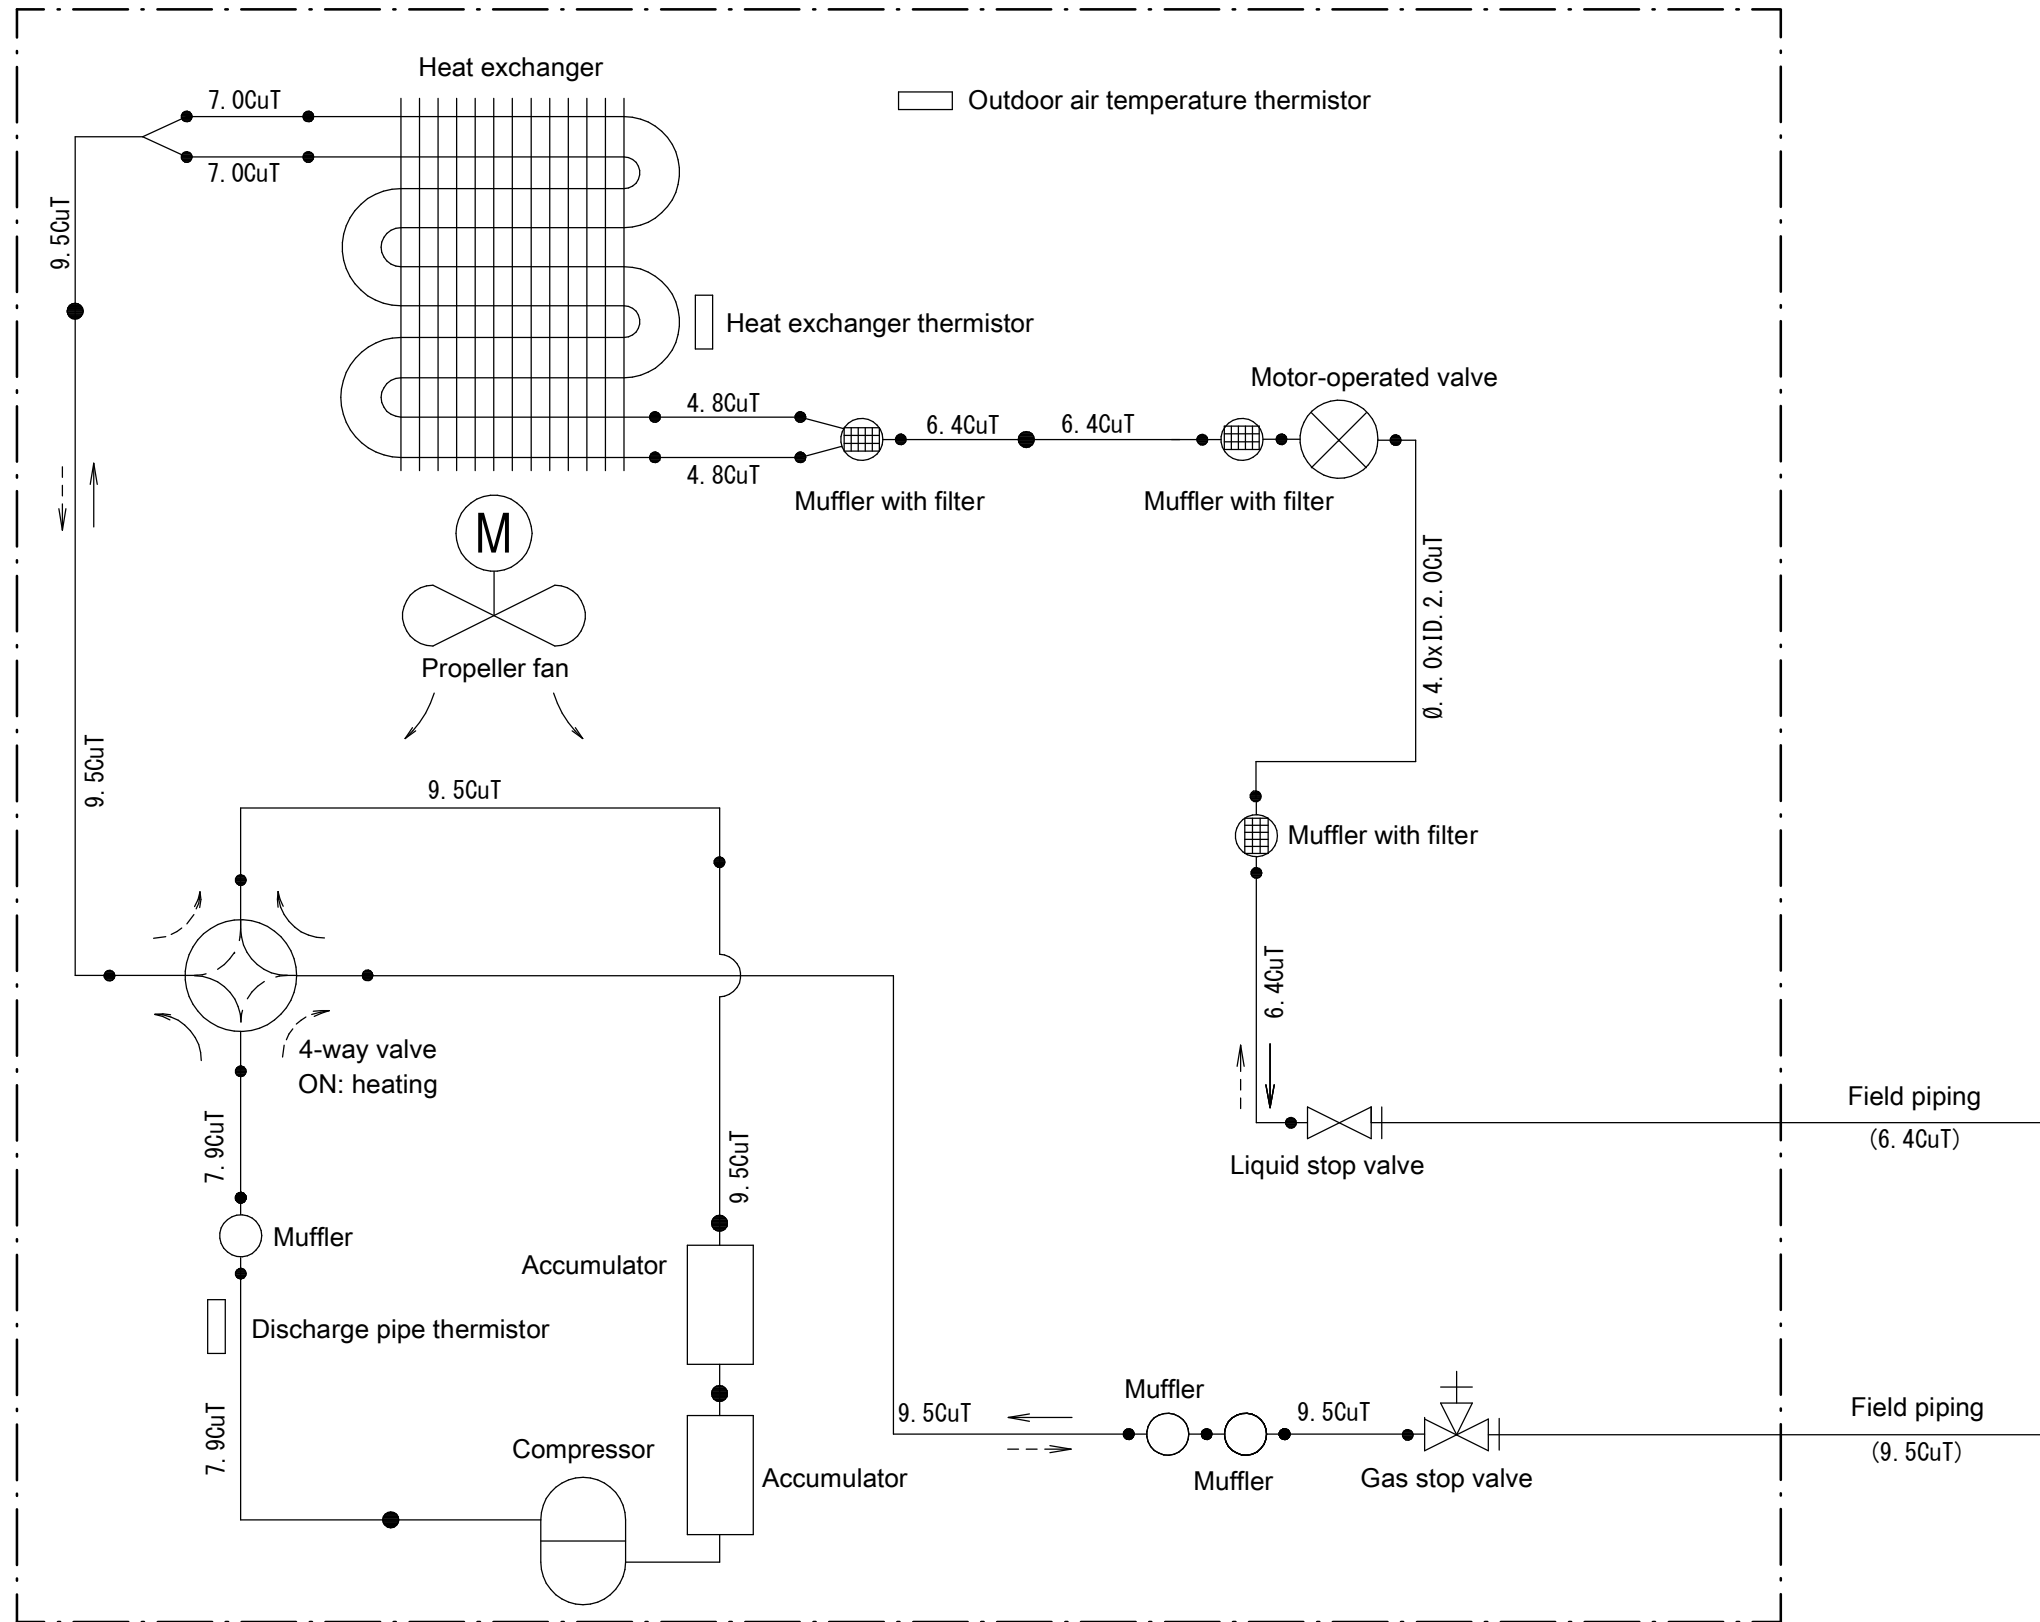 Heat exchanger
Outdoor air temperature thermistor
7.0CuT
7.0CuT
9.5CuT
Heat exchanger thermistor
Motor-operated valve
4.8CuT
6.4CuT
6.4CuT
4.8CuT
Muffler with filter
Muffler with filter
M
Ø.4.0xID.2.0CuT
Propeller fan
9.5CuT
9.5CuT
Muffler with filter
6.4CuT
4-way valve
ON: heating
7.9CuT
9.5CuT
Field piping
(6.4CuT)
Liquid stop valve
Muffler
Accumulator
Discharge pipe thermistor
7.9CuT
Compressor
Accumulator
9.5CuT
Muffler
9.5CuT
Muffler
Gas stop valve
Field piping
(9.5CuT)